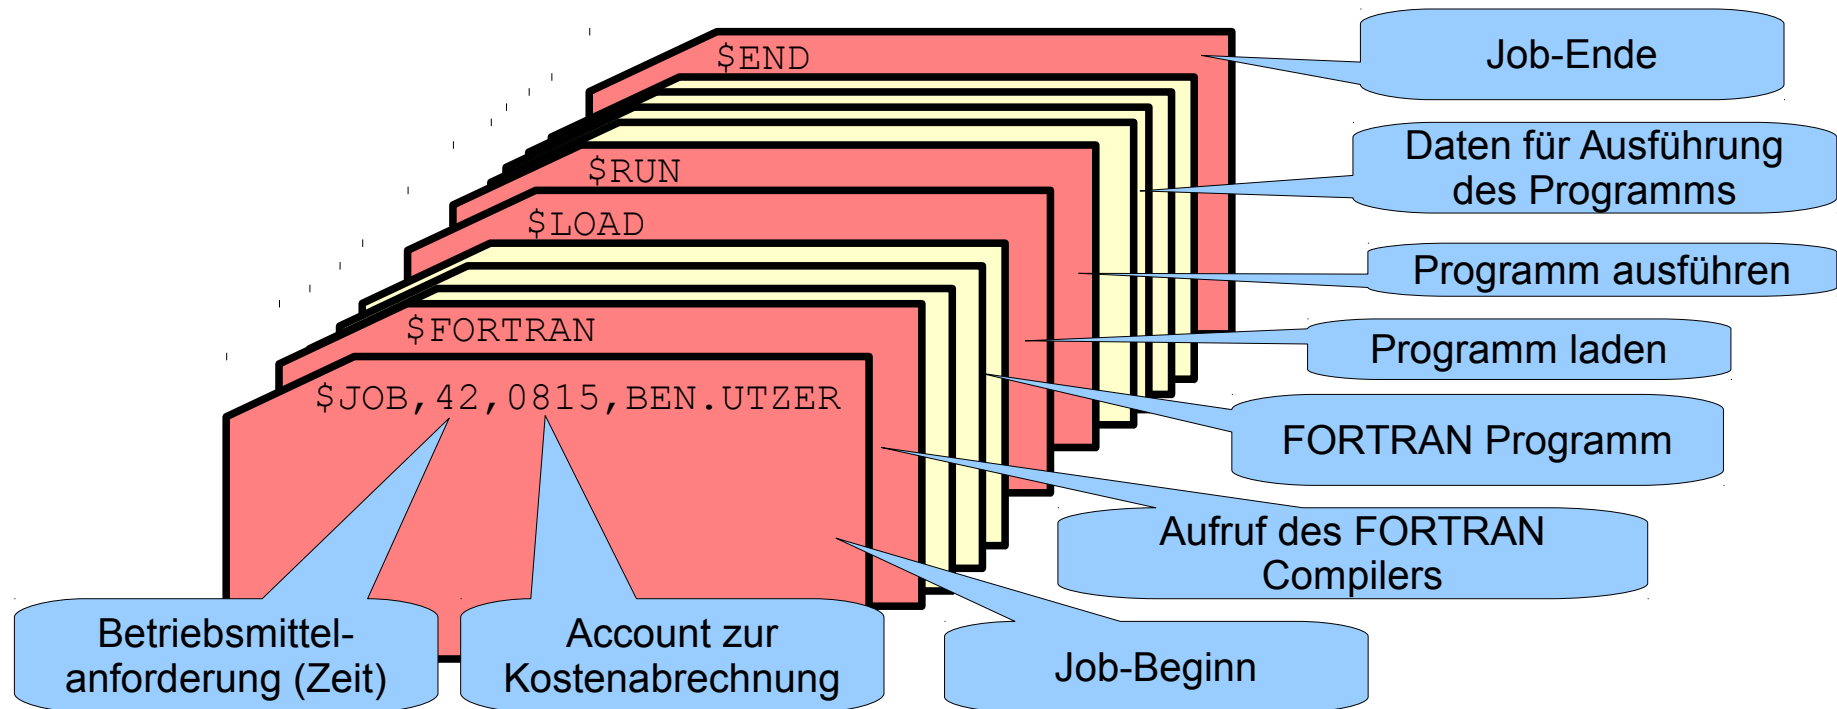 $END
Job-Ende
Daten für Ausführung
des Programms
$RUN
$LOAD
Programm ausführen
$FORTRAN
Programm laden
$JOB,42,0815,BEN.UTZER
FORTRAN Programm
Aufruf des FORTRAN
Compilers
Betriebsmittel-
anforderung (Zeit)
Account zur
Kostenabrechnung
Job-Beginn